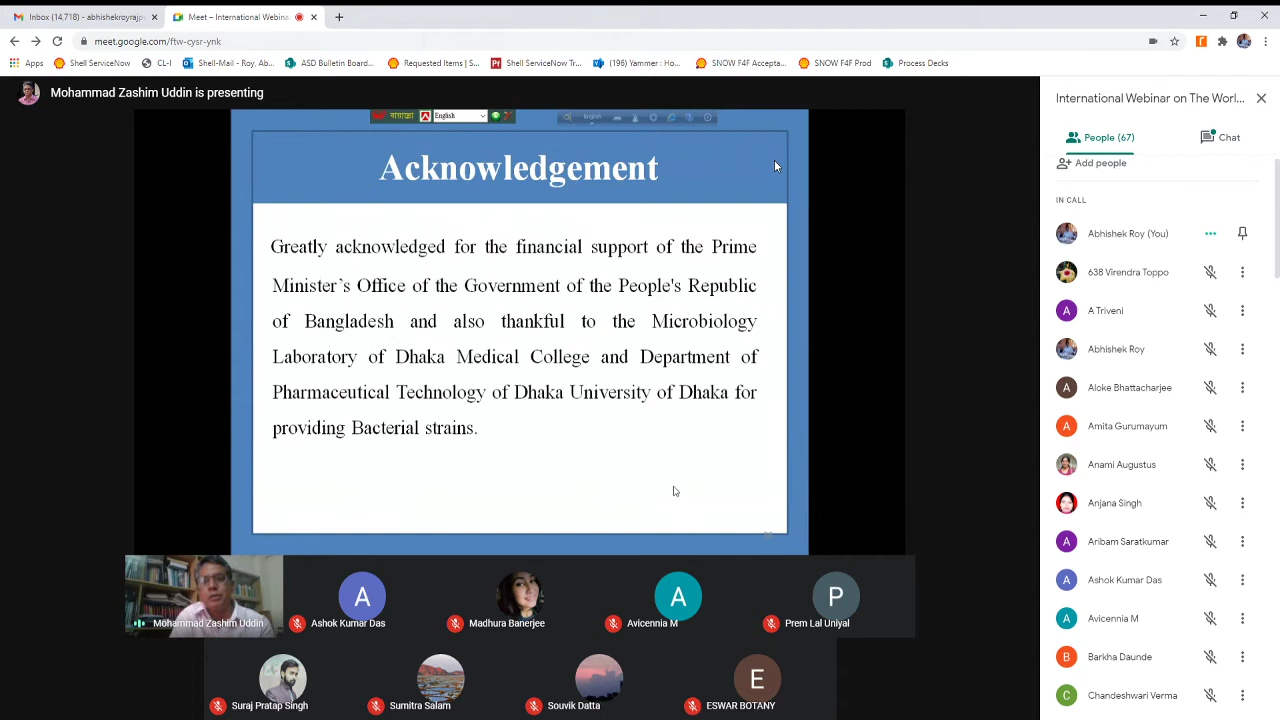 Inbox (14,718) - abhishekroyrajp
Meet – International Webina
meet.google.com/ftw-cysr-ynk
Apps
Shell ServiceNow
CL-I
Shell-Mail - Roy, Ab...
ASD Bulletin Board...
Requested Items | S...
Shell ServiceNow Tr...
(196) Yammer : Ho...
SNOW F4F Accepta...
SNOW F4F Prod
Process Decks
Mohammad Zashim Uddin is presenting
English
English
Acknowledgement
Greatly acknowledged for the financial support of the Prime
Minister’s Office of the Government of the People's Republic
of Bangladesh and also thankful to the Microbiology
Laboratory of Dhaka Medical College and Department of
Pharmaceutical Technology of Dhaka University of Dhaka for
providing Bacterial strains.
Mohammad Zashim Uddin
A
Ashok Kumar Das
Madhura Banerjee
A
Avicennia M
P
Prem Lal Uniyal
Suraj Pratap Singh
Sumitra Salam
Souvik Datta
E
ESWAR BOTANY
International Webinar on The Worl...
People (67)
Chat
Add people
IN CALL
Abhishek Roy (You)
638 Virendra Toppo
A
A Triveni
Abhishek Roy
Aloke Bhattacharjee
A
Amita Gurumayum
Anami Augustus
Anjana Singh
A
Aribam Saratkumar
A
Ashok Kumar Das
A
Avicennia M
B
Barkha Daunde
C
Chandeshwari Verma